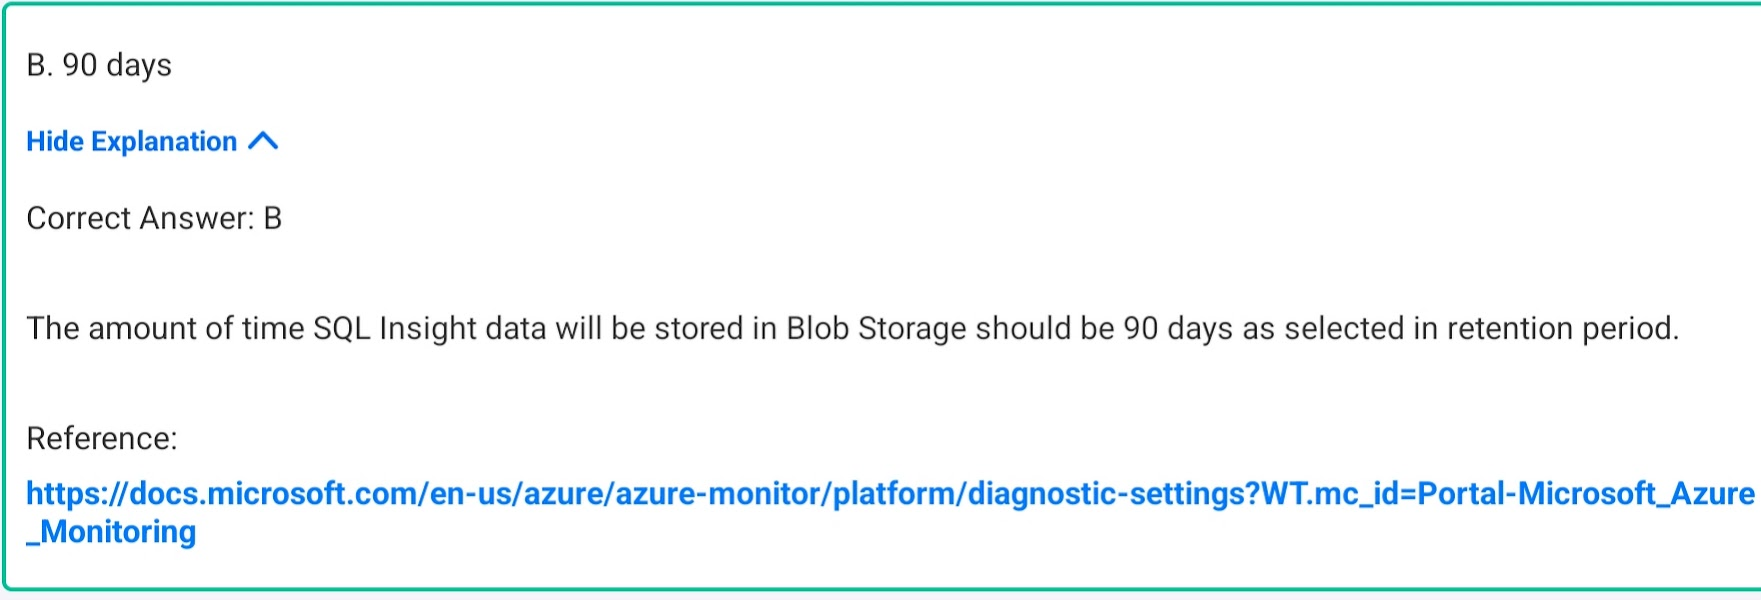 B. 90 days
Hide Explanation
Correct Answer: B
The amount of time SQL Insight data will be stored in Blob Storage should be 90 days as selected in retention period.
Reference:
https://docs.microsoft.com/en-us/azure/azure-monitor/platform/diagnostic-settings?WT.mc_id=Portal-Microsoft_Azure
_Monitoring